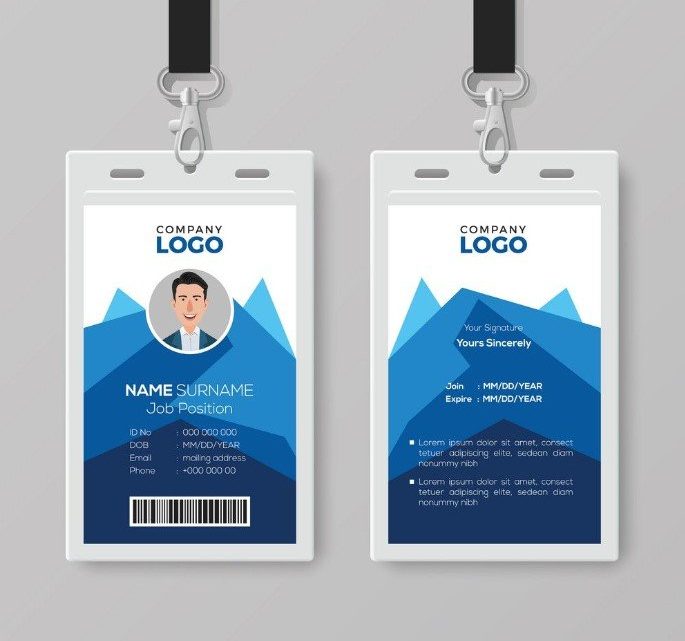 COMPANY
LOGO
NAME SURNAME
Job Position
ID No : 000 000 000
DOB : MM/DD/YEAR
Email : mailing address
Phone : +000 000 00
COMPANY
LOGO
Your Signature
Yours Sincerely
Join : MM/DD/YEAR
Expire : MM/DD/YEAR
Lorem ipsum dolor sit amet, consect
tetuer adipiscing elite, sed diam
nonummy nibh
Lorem ipsum dolor sit amet, consect
tetuer adipiscing elite, sed diam
nonummy nibh